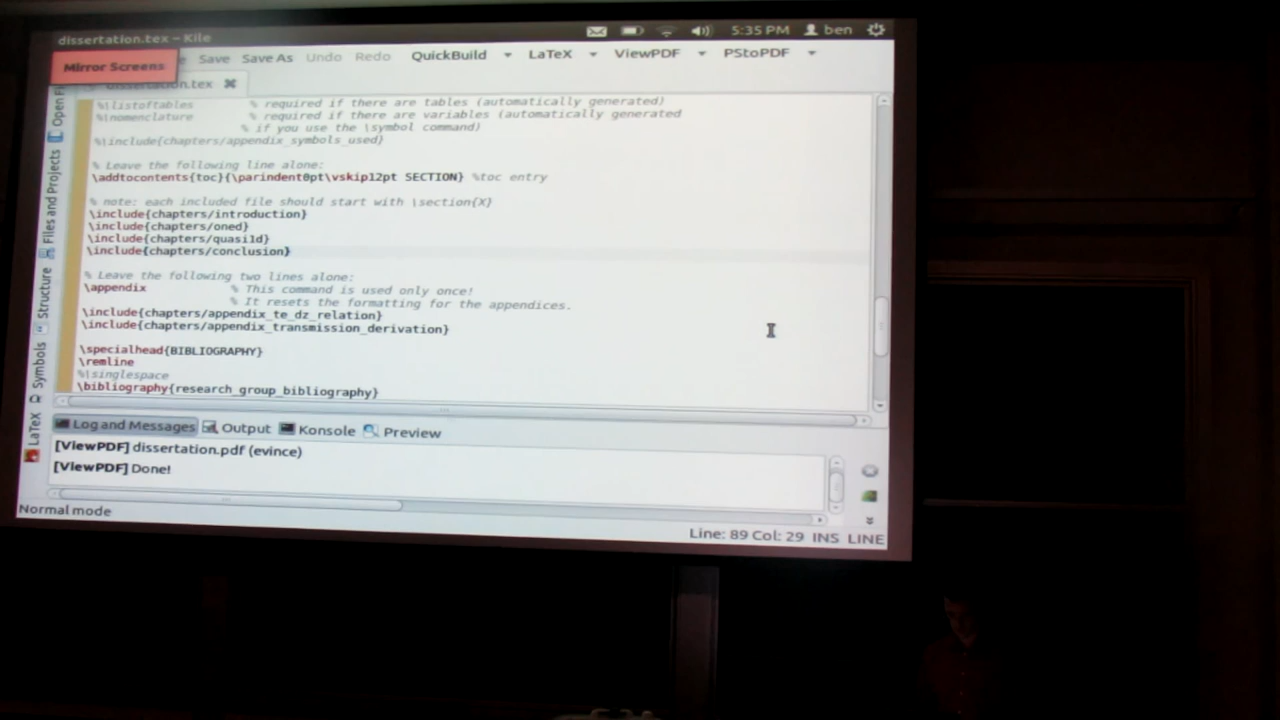 dissertation.tex – Kile
5:35 PM ben
Mirror Screens
Save Save As Undo Redo QuickBuild LaTeX ViewPDF PStoPDF
dissertation.tex
%\listoftables % required if there are tables (automatically generated)
%\nomenclature % required if there are variables (automatically generated
% if you use the \symbol command)
%\include{chapters/appendix_symbols_used}
% Leave the following line alone:
\addtocontents{toc}{\parindent0pt\vskip12pt SECTION} %toc entry
% note: each included file should start with \section{X}
\include{chapters/introduction}
\include{chapters/oned}
\include{chapters/quasi1d}
\include{chapters/conclusion}
% Leave the following two lines alone:
\appendix % This command is used only once!
% It resets the formatting for the appendices.
\include{chapters/appendix_te_dz_relation}
\include{chapters/appendix_transmission_derivation}
\specialhead{BIBLIOGRAPHY}
\remline
%\singlespace
\bibliography{research_group_bibliography}
Open Fi
Files and Projects
Structure
Symbols
LaTeX
Log and Messages Output Konsole Preview
[ViewPDF] dissertation.pdf (evince)
[ViewPDF] Done!
Normal mode
Line: 89 Col: 29 INS LINE